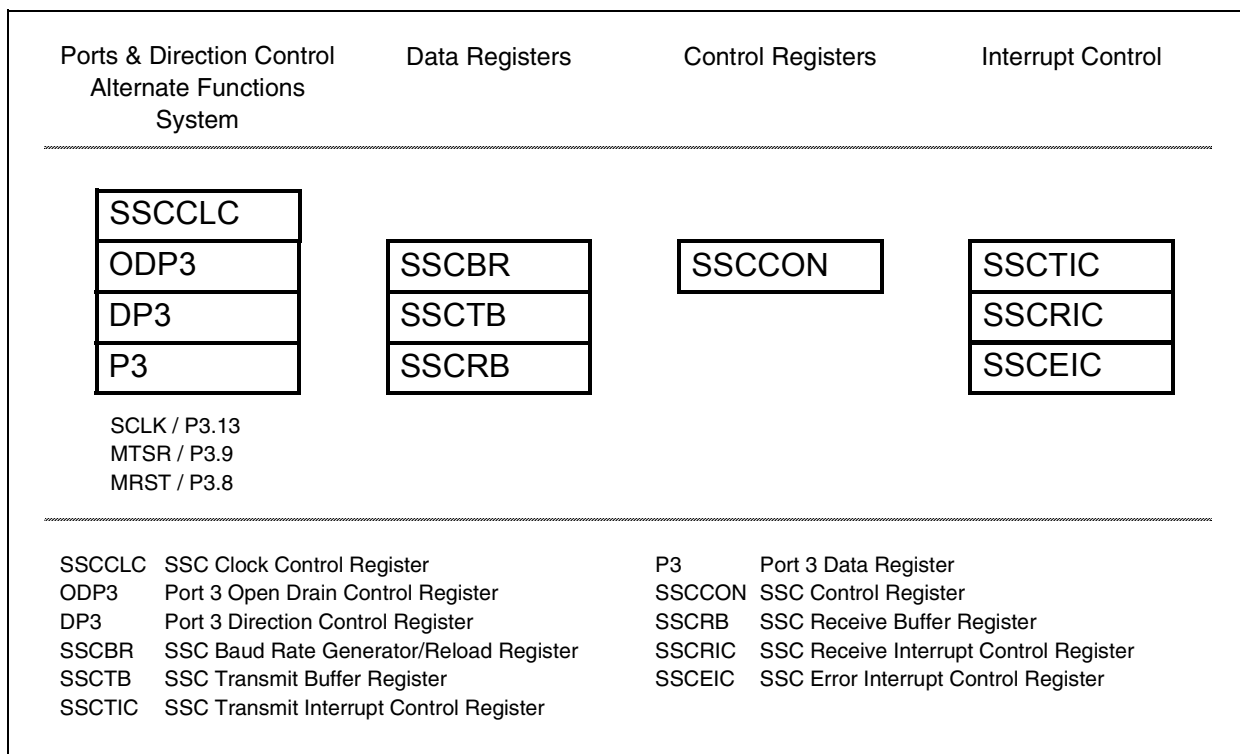 Ports & Direction Control
Alternate Functions
System
Data Registers
Control Registers
Interrupt Control
SSCCLC
ODP3
DP3
P3
SCLK / P3.13
MTSR / P3.9
MRST / P3.8
SSCBR
SSCTB
SSCRB
SSCCON
SSCTIC
SSCRIC
SSCEIC
SSCCLC SSC Clock Control Register
ODP3 Port 3 Open Drain Control Register
DP3 Port 3 Direction Control Register
SSCBR SSC Baud Rate Generator/Reload Register
SSCTB SSC Transmit Buffer Register
SSCTIC SSC Transmit Interrupt Control Register
P3 Port 3 Data Register
SSCCON SSC Control Register
SSCRB SSC Receive Buffer Register
SSCRIC SSC Receive Interrupt Control Register
SSCEIC SSC Error Interrupt Control Register